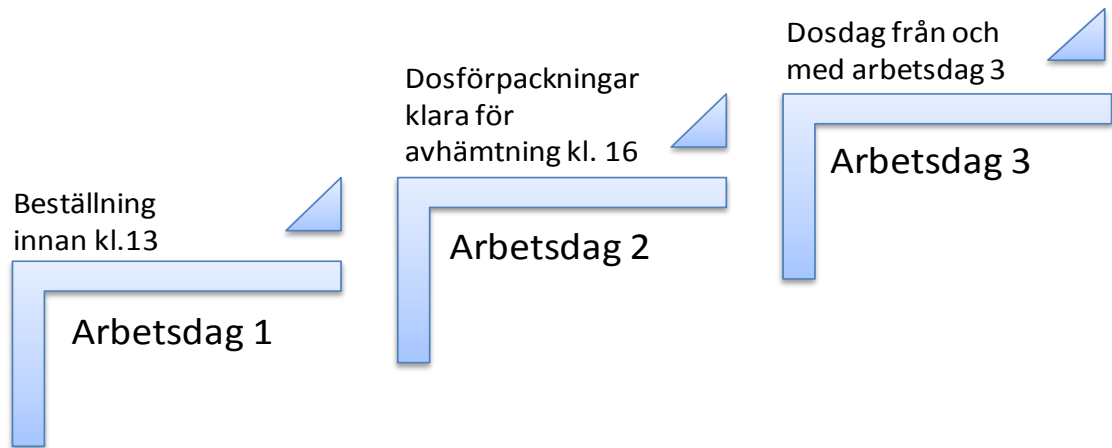 Beställning
innan kl.13
Arbetsdag 1
Dosförpackningar
klara för
avhämtning kl. 16
Arbetsdag 2
Dosdag från och
med arbetsdag 3
Arbetsdag 3